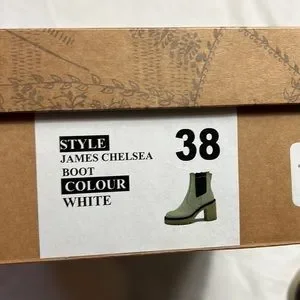 STYLE
JAMES CHELSEA
BOOT
COLOUR
WHITE
38